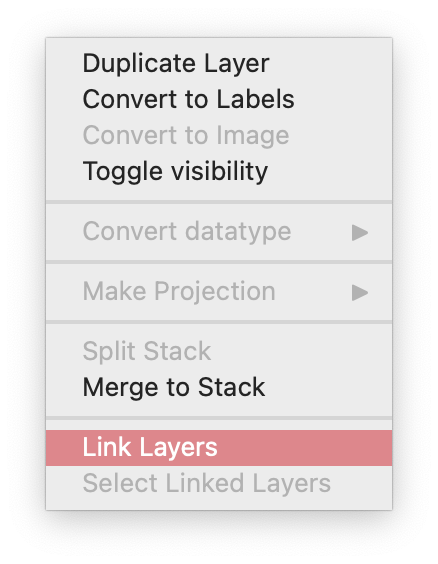 Duplicate Layer
Convert to Labels
Convert to Image
Toggle visibility
Convert datatype
Make Projection
Split Stack
Merge to Stack
Link Layers
Select Linked Layers